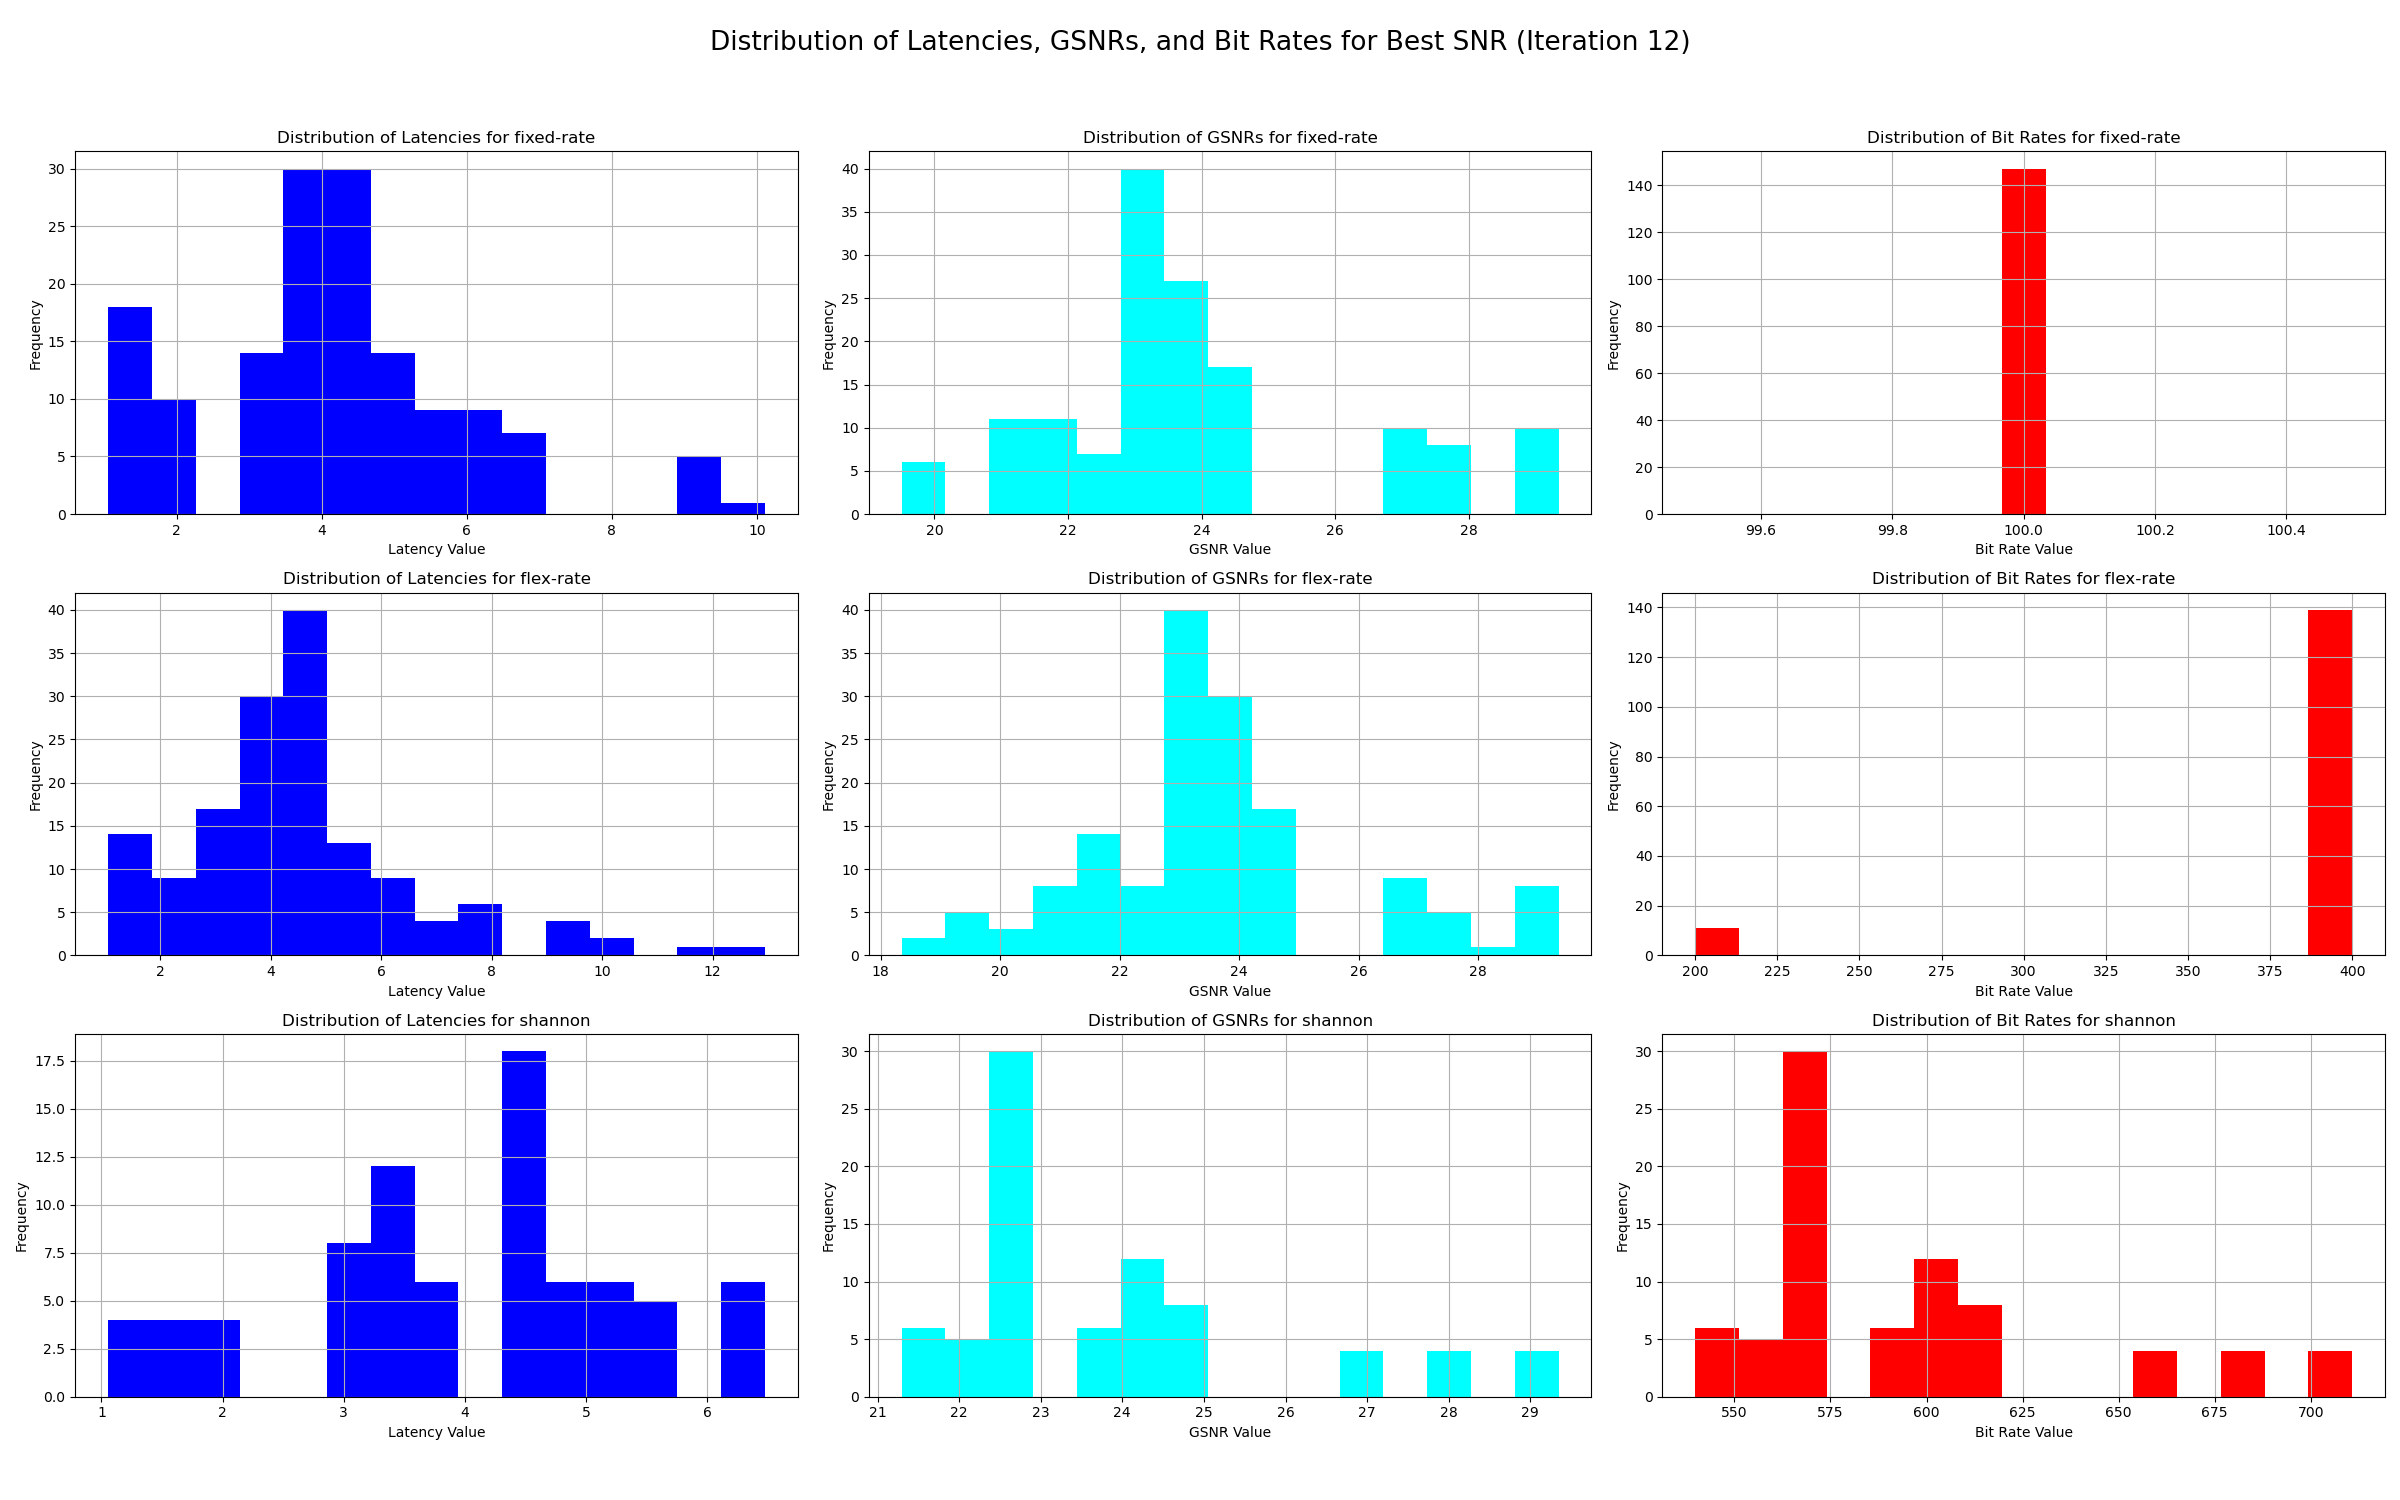 Distribution of Latencies, GSNRs, and Bit Rates for Best SNR (Iteration 12)
Distribution of Latencies for fixed-rate
30
25
20
15
10
5
0
2 4 6 8 10
Frequency
Latency Value
Distribution of GSNRs for fixed-rate
40
35
30
25
20
15
10
5
0
20 22 24 26 28
Frequency
GSNR Value
Distribution of Bit Rates for fixed-rate
140
120
100
80
60
40
20
0
99.6 99.8 100.0 100.2 100.4
Frequency
Bit Rate Value
Distribution of Latencies for flex-rate
40
35
30
25
20
15
10
5
0
2 4 6 8 10 12
Frequency
Latency Value
Distribution of GSNRs for flex-rate
40
35
30
25
20
15
10
5
0
18 20 22 24 26 28
Frequency
GSNR Value
Distribution of Bit Rates for flex-rate
140
120
100
80
60
40
20
0
200 225 250 275 300 325 350 375 400
Frequency
Bit Rate Value
Distribution of Latencies for shannon
17.5
15.0
12.5
10.0
7.5
5.0
2.5
0.0
1 2 3 4 5 6
Frequency
Latency Value
Distribution of GSNRs for shannon
30
25
20
15
10
5
0
21 22 23 24 25 26 27 28 29
Frequency
GSNR Value
Distribution of Bit Rates for shannon
30
25
20
15
10
5
0
550 575 600 625 650 675 700
Frequency
Bit Rate Value